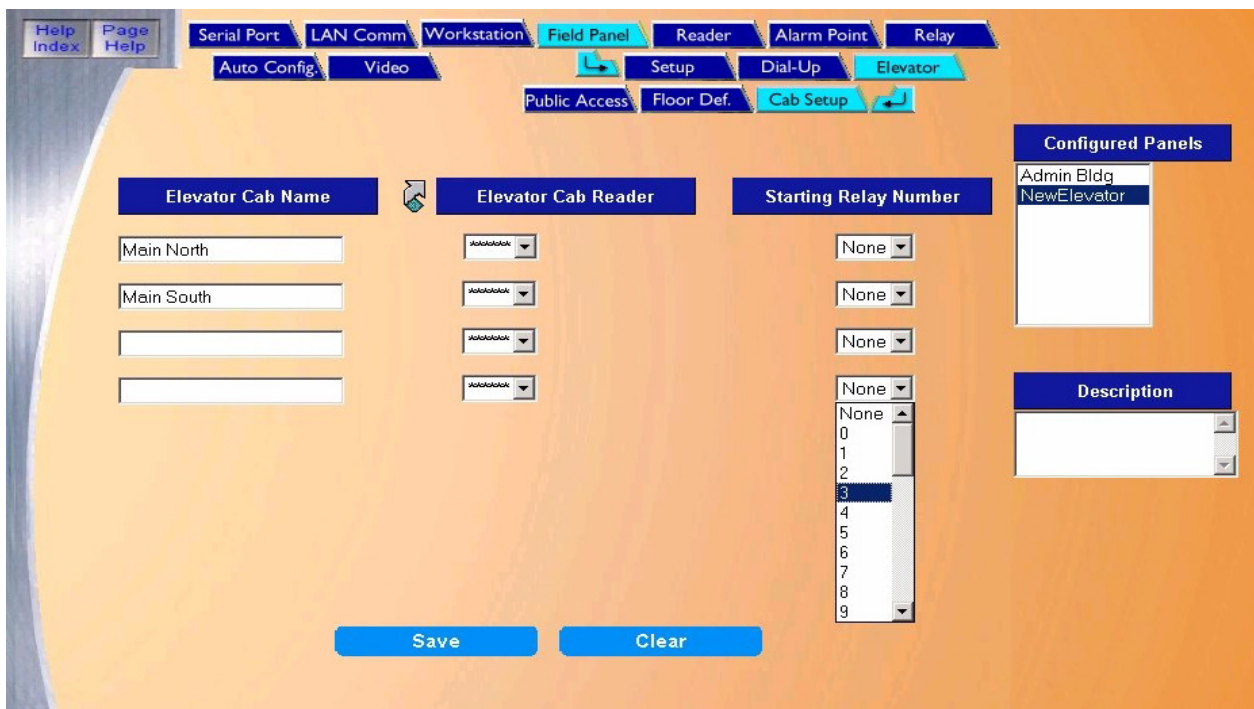 Help Index
Page Help
Serial Port
LAN Comm
Workstation
Field Panel
Reader
Alarm Point
Relay
Auto Config.
Video
Setup
Dial-Up
Elevator
Public Access
Floor Def.
Cab Setup
Configured Panels
Admin Bldg
NewElevator
Elevator Cab Name
Elevator Cab Reader
Starting Relay Number
Main North
*******
None
Main South
*******
None
*******
None
*******
None
None
0
1
2
3
4
5
6
7
8
9
Description
Save
Clear